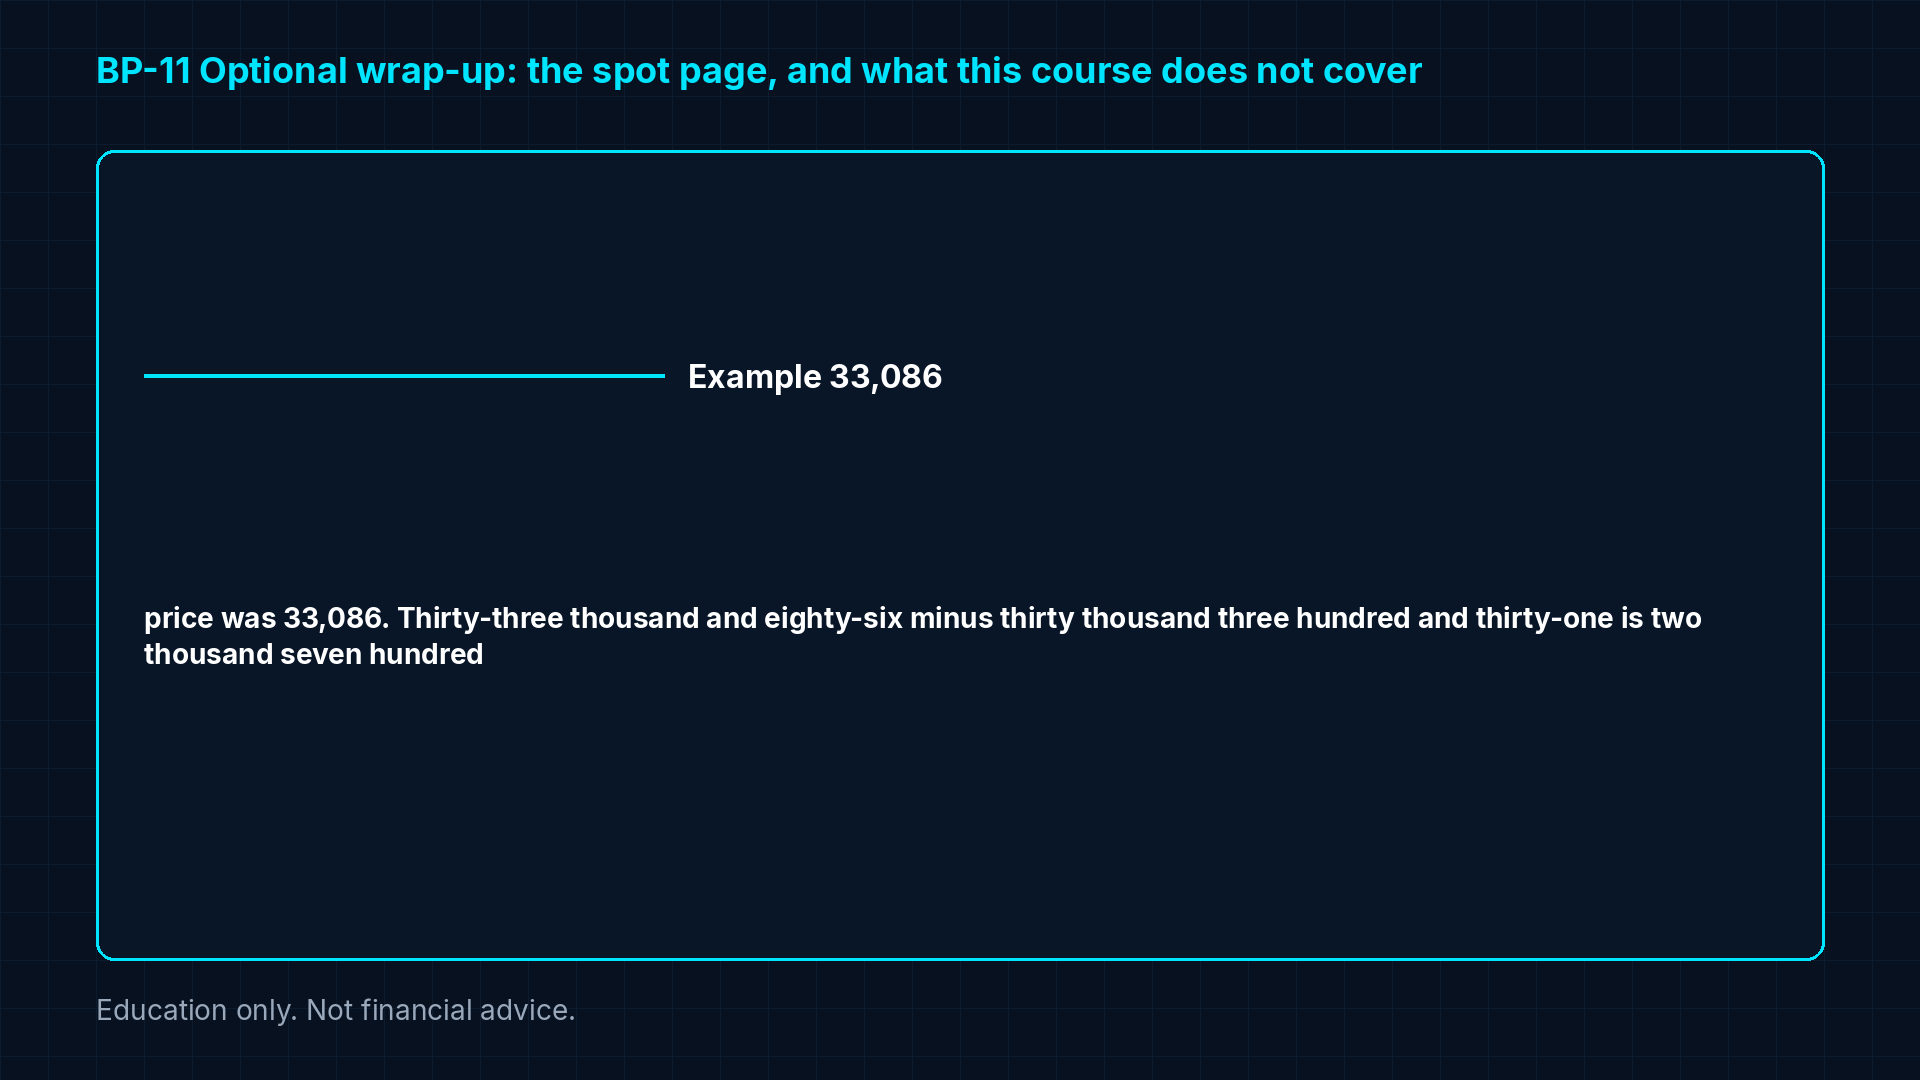 BP-11 Optional wrap-up: the spot page, and what this course does not cover
Example 33,086
price was 33,086. Thirty-three thousand and eighty-six minus thirty thousand three hundred and thirty-one is two
thousand seven hundred
Education only. Not financial advice.